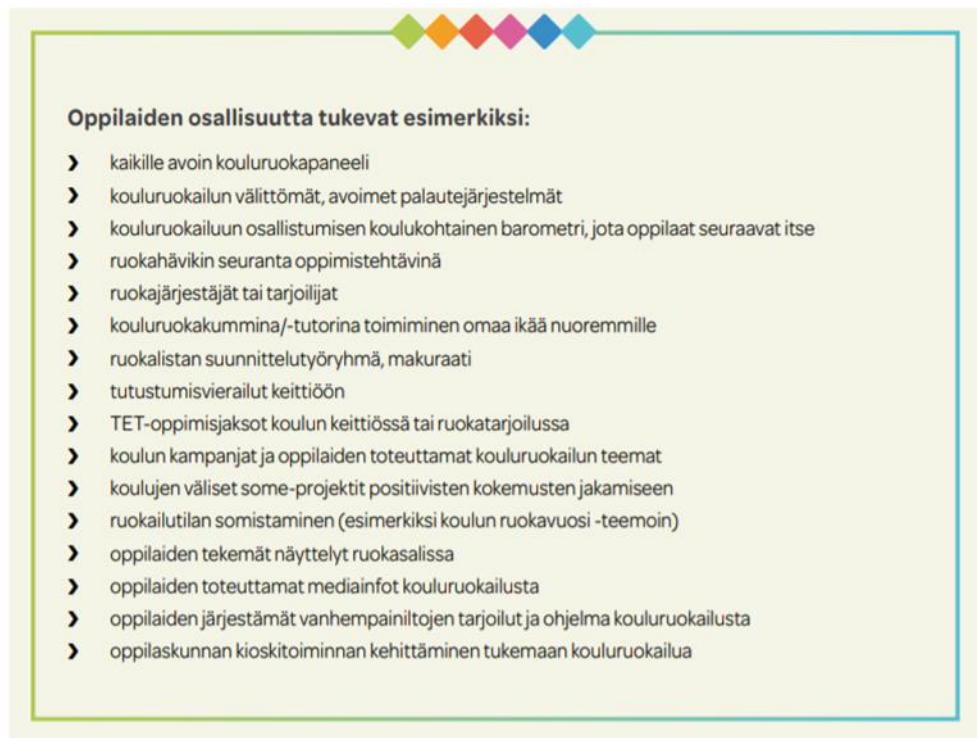 Oppilaiden osallisuutta tukevat esimerkiksi:
❯ kaikille avoin kouluruokapaneeli
❯ kouluruokailun välittömät, avoimet palautejärjestelmät
❯ kouluruokailuun osallistumisen koulukohtainen barometri, jota oppilaat seuraavat itse
❯ ruokahävikin seuranta oppimistehtävinä
❯ ruokajärjestäjät tai tarjoilijat
❯ kouluruokakummina/-tutorina toimiminen omaa ikää nuoremmille
❯ ruokalistan suunnittelutyöryhmä, makuraati
❯ tutustumisvierailut keittiöön
❯ TET-oppimisjaksot koulun keittiössä tai ruokatarjoilussa
❯ koulun kampanjat ja oppilaiden toteuttamat kouluruokailun teemat
❯ koulujen väliset some-projektit positiivisten kokemusten jakamiseen
❯ ruokailutilan somistaminen (esimerkiksi koulun ruokavuosi -teemoin)
❯ oppilaiden tekemät näyttelyt ruokasalissa
❯ oppilaiden toteuttamat mediainfot kouluruokailusta
❯ oppilaiden järjestämät vanhempainiltojen tarjoilut ja ohjelma kouluruokailusta
❯ oppilaskunnan kioskitoiminnan kehittäminen tukemaan kouluruokailua